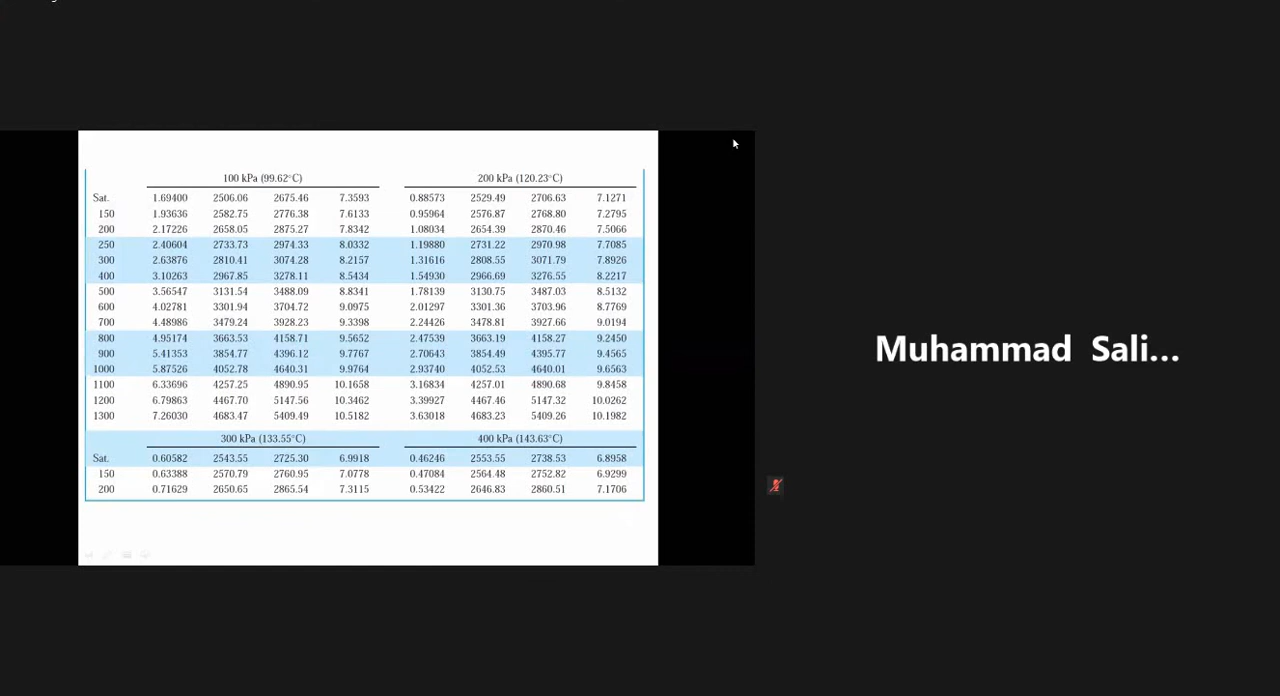 100 kPa (99.62°C) 200 kPa (120.23°C)
Sat. 1.69400 2506.06 2675.46 7.3593 0.88573 2529.49 2706.63 7.1271
150 1.93636 2582.75 2776.38 7.6133 0.95964 2576.87 2768.80 7.2795
200 2.17226 2658.05 2875.27 7.8342 1.08034 2654.39 2870.46 7.5066
250 2.40604 2733.73 2974.33 8.0332 1.19880 2731.22 2970.98 7.7085
300 2.63876 2810.41 3074.28 8.2157 1.31616 2808.55 3071.79 7.8926
400 3.10263 2967.85 3278.11 8.5434 1.54930 2966.69 3276.55 8.2217
500 3.56547 3131.54 3488.09 8.8341 1.78139 3130.75 3487.03 8.5132
600 4.02781 3301.94 3704.72 9.0975 2.01297 3301.36 3703.96 8.7769
700 4.48986 3479.24 3928.23 9.3398 2.24426 3478.81 3927.66 9.0194
800 4.95174 3663.53 4158.71 9.5652 2.47539 3663.19 4158.27 9.2450
900 5.41353 3854.77 4396.12 9.7767 2.70643 3854.49 4395.77 9.4565
1000 5.87526 4052.78 4640.31 9.9764 2.93740 4052.53 4640.01 9.6563
1100 6.33696 4257.25 4890.95 10.1658 3.16834 4257.01 4890.68 9.8458
1200 6.79863 4467.70 5147.56 10.3462 3.39927 4467.46 5147.32 10.0262
1300 7.26030 4683.47 5409.49 10.5182 3.63018 4683.23 5409.26 10.1982
300 kPa (133.55°C) 400 kPa (143.63°C)
Sat. 0.60582 2543.55 2725.30 6.9918 0.46246 2553.55 2738.53 6.8958
150 0.63388 2570.79 2760.95 7.0778 0.47084 2564.48 2752.82 6.9299
200 0.71629 2650.65 2865.54 7.3115 0.53422 2646.83 2860.51 7.1706
Muhammad Sali...